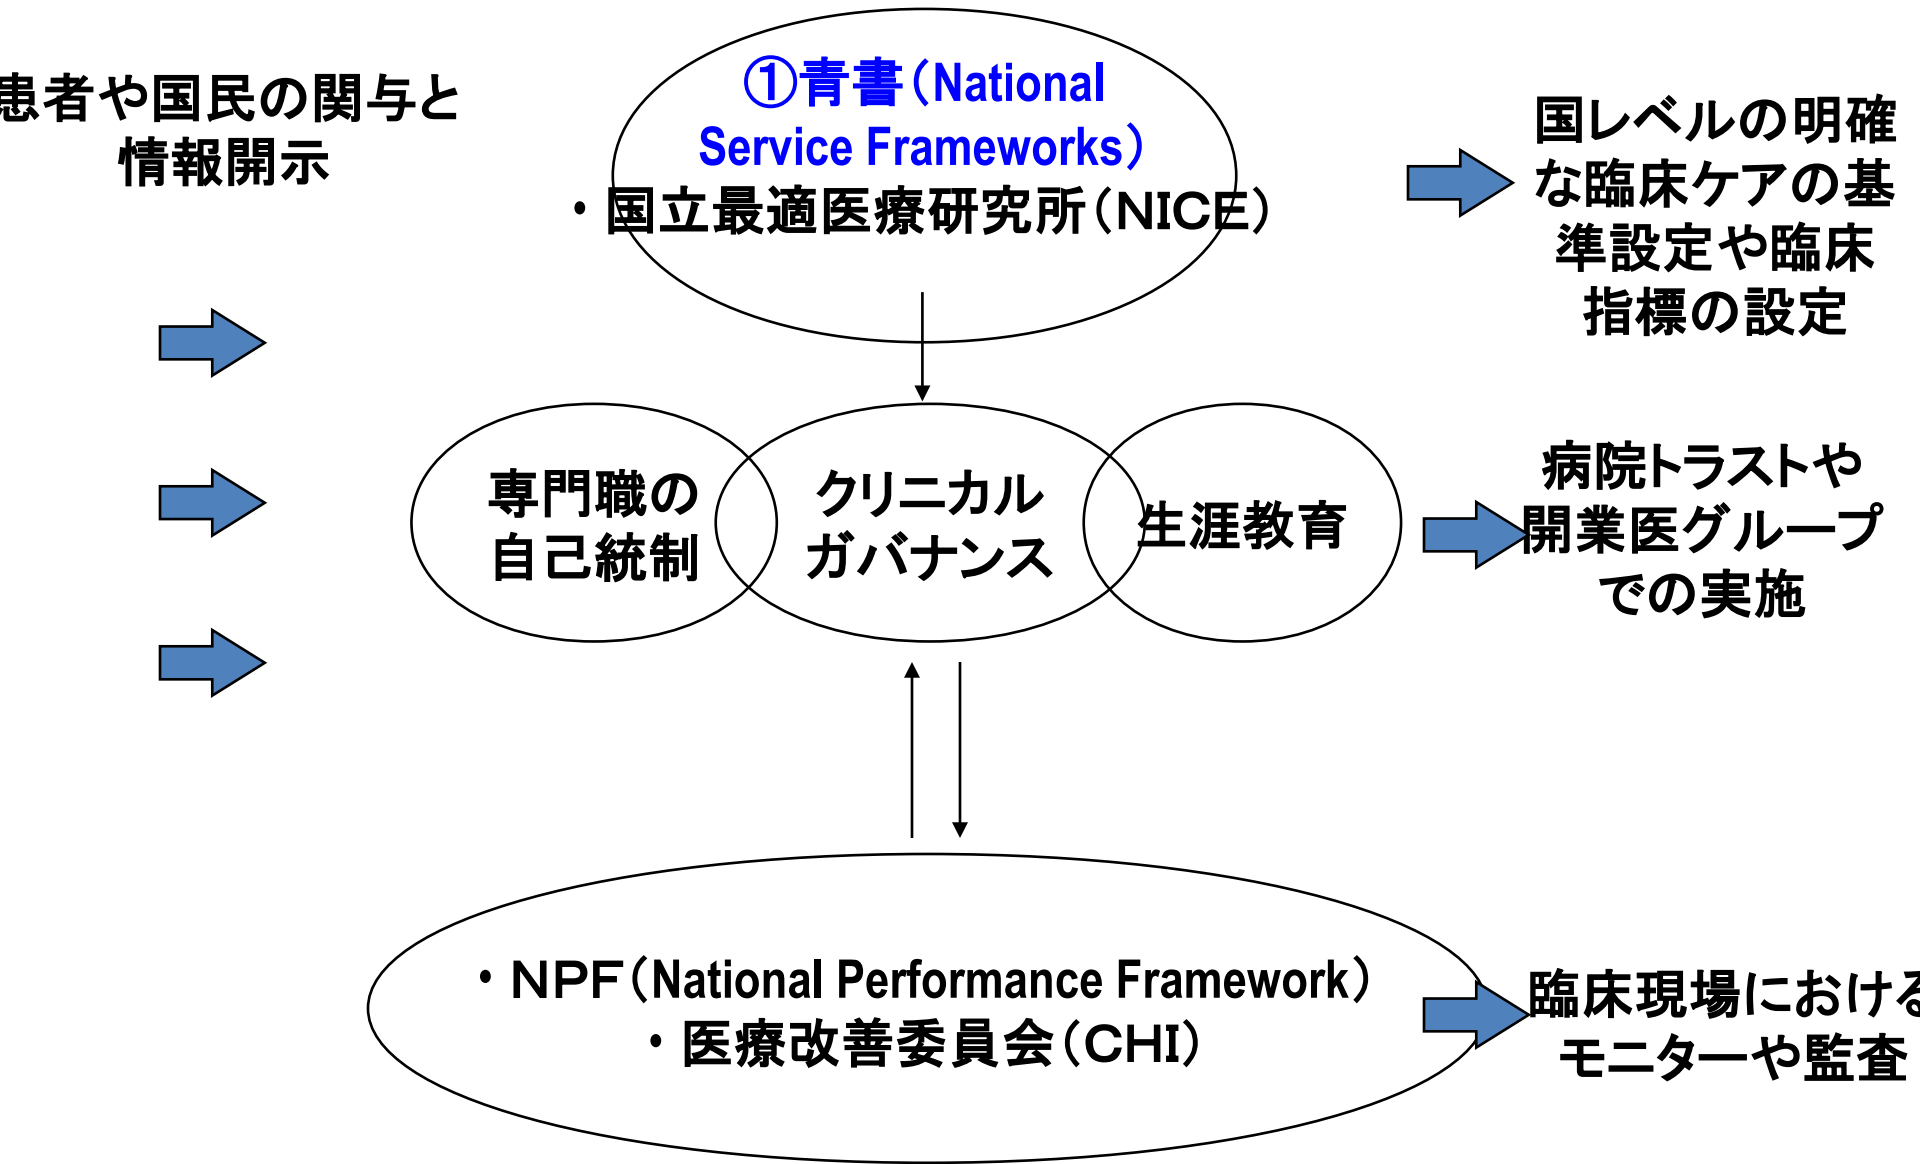 患者や国民の関与と
情報開示
①青書（National
Service Frameworks）
・国立最適医療研究所（NICE）
国レベルの明確
な臨床ケアの基
準設定や臨床
指標の設定
専門職の
自己統制
クリニカル
ガバナンス
生涯教育
病院トラストや
開業医グループ
での実施
・NPF（National Performance Framework）
・医療改善委員会（CHI）
臨床現場における
モニターや監査